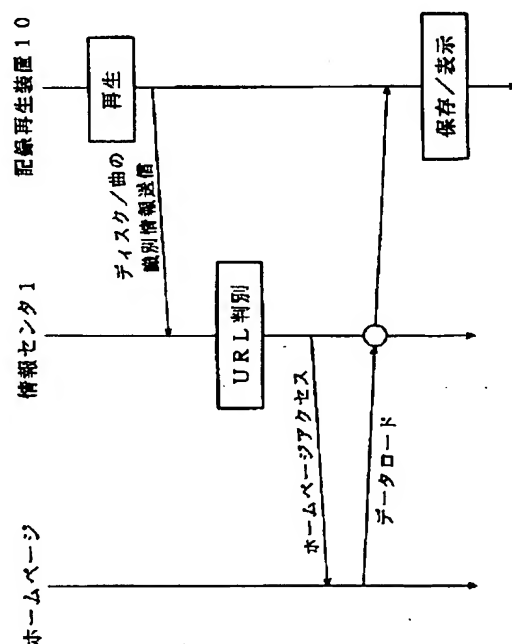 ホームページ
情報センタ1
記録再生装置10
再生
ディスク/曲の
識別情報送信
URL判別
ホームページアクセス
データロード
保存/表示